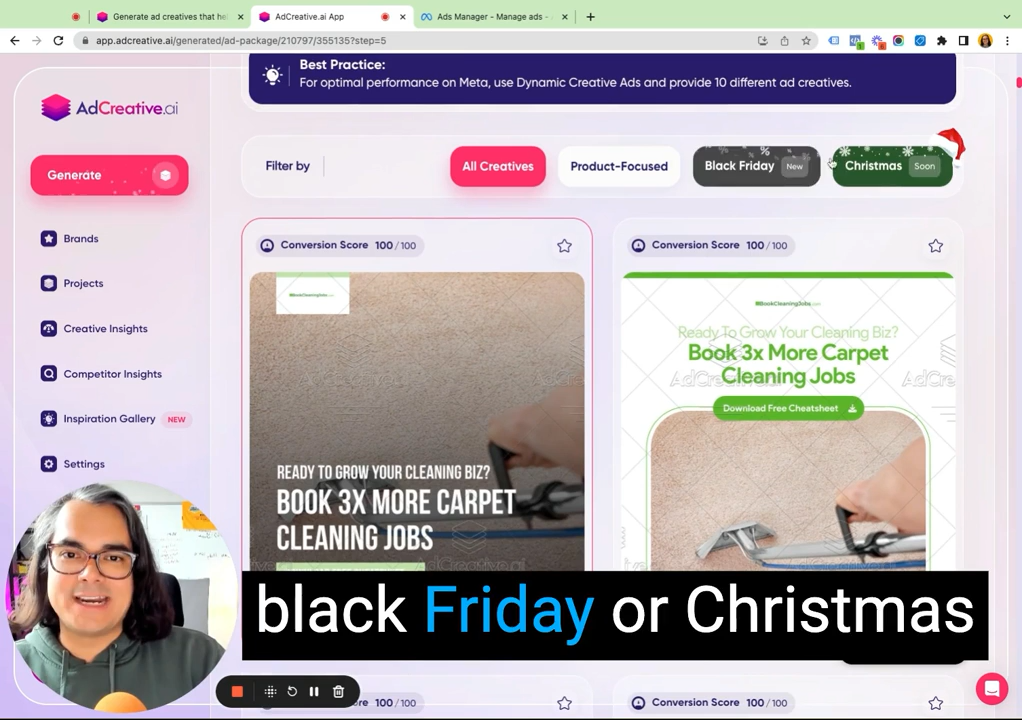 Generate ad creatives that hel
AdCreative.ai App
Ads Manager - Manage ads -
app.adcreative.ai/generated/ad-package/210797/355135?step=5
Best Practice:
For optimal performance on Meta, use Dynamic Creative Ads and provide 10 different ad creatives.
AdCreative.ai
Generate
Brands
Projects
Creative Insights
Competitor Insights
Inspiration Gallery NEW
Settings
Filter by
All Creatives
Product-Focused
Black Friday New
Christmas Soon
Conversion Score 100/100
READY TO GROW YOUR CLEANING BIZ?
BOOK 3X MORE CARPET
CLEANING JOBS
Conversion Score 100/100
BookCleaningJobs.com
Ready To Grow Your Cleaning Biz?
Book 3x More Carpet
Cleaning Jobs
Download Free Cheatsheet
black Friday or Christmas
Conversion Score 100/100
Conversion Score 100/100